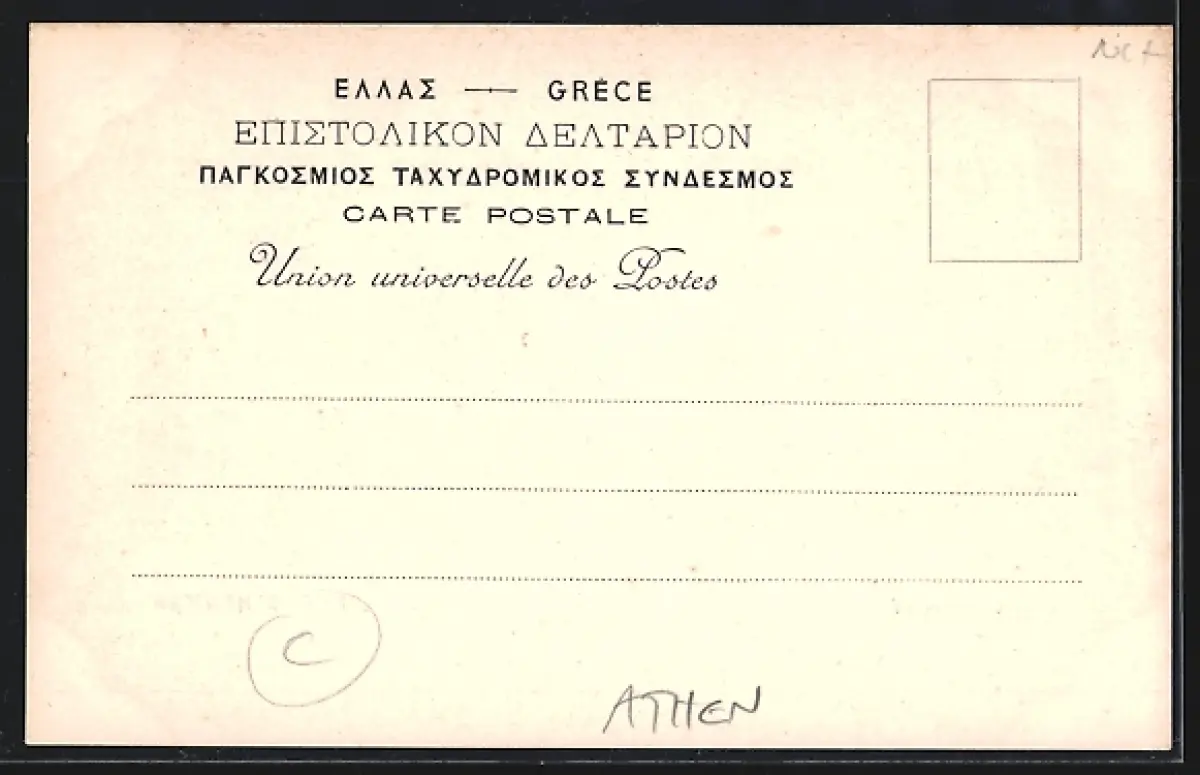 ΕΛΛΑΣ — GRÈCE
ΕΠΙΣΤΟΛΙΚΟΝ ΔΕΛΤΑΡΙΟΝ
ΠΑΓΚΟΣΜΙΟΣ ΤΑΧΥΔΡΟΜΙΚΟΣ ΣΥΝΔΕΣΜΟΣ
CARTE POSTALE
Union universelle des Postes
C
ATHEN